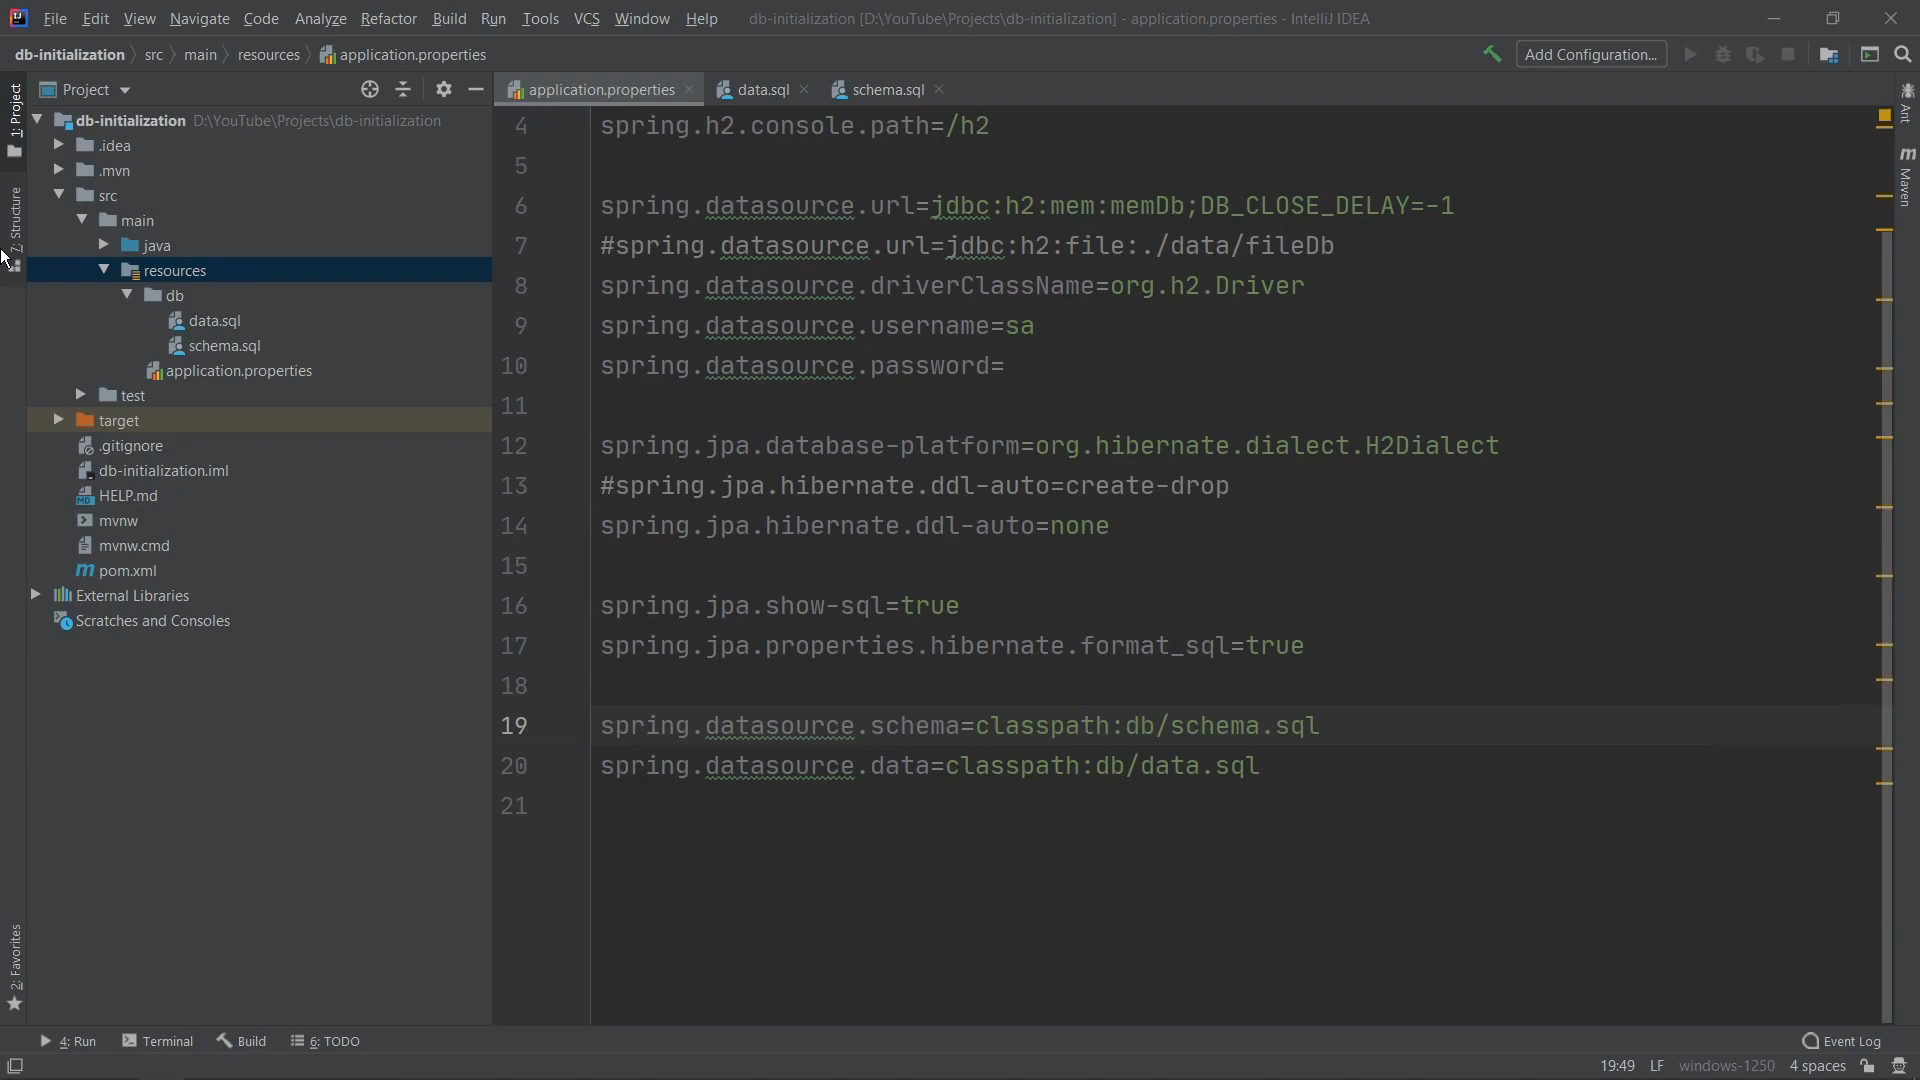 File Edit View Navigate Code Analyze Refactor Build Run Tools VCS Window Help db-initialization [D:\YouTube\Projects\db-initialization] - application.properties - IntelliJ IDEA
db-initialization src main resources application.properties Add Configuration...
Project
application.properties data.sql schema.sql
1: Project
7: Structure
2: Favorites
db-initialization D:\YouTube\Projects\db-initialization
.idea
.mvn
src
main
java
resources
db
data.sql
schema.sql
application.properties
test
target
.gitignore
db-initialization.iml
HELP.md
mvnw
mvnw.cmd
pom.xml
External Libraries
Scratches and Consoles
4 spring.h2.console.path=/h2
5
6 spring.datasource.url=jdbc:h2:mem:memDb;DB_CLOSE_DELAY=-1
7 #spring.datasource.url=jdbc:h2:file:./data/fileDb
8 spring.datasource.driverClassName=org.h2.Driver
9 spring.datasource.username=sa
10 spring.datasource.password=
11
12 spring.jpa.database-platform=org.hibernate.dialect.H2Dialect
13 #spring.jpa.hibernate.ddl-auto=create-drop
14 spring.jpa.hibernate.ddl-auto=none
15
16 spring.jpa.show-sql=true
17 spring.jpa.properties.hibernate.format_sql=true
18
19 spring.datasource.schema=classpath:db/schema.sql
20 spring.datasource.data=classpath:db/data.sql
21
Ant
Maven
4: Run Terminal Build 6: TODO Event Log
19:49 LF windows-1250 4 spaces